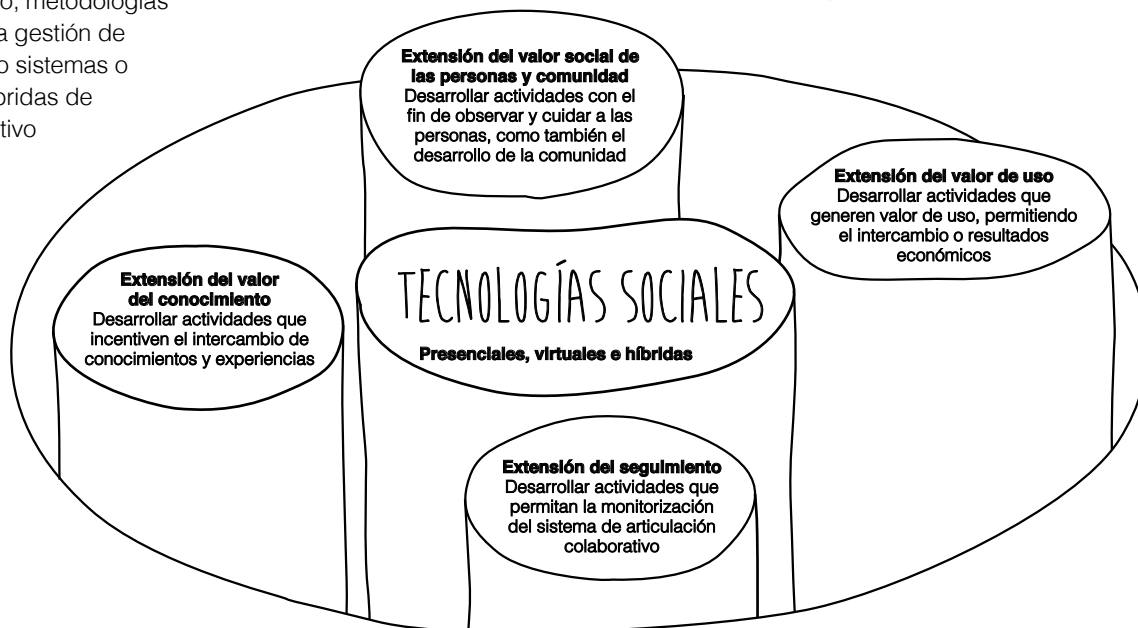 o, metodologías
a gestión de
o sistemas o
bridas de
tivo
Extensión del valor social de
las personas y comunidad
Desarrollar actividades con el
fin de observar y cuidar a las
personas, como también el
desarrollo de la comunidad
Extensión del valor de uso
Desarrollar actividades que
generen valor de uso, permitiendo
el intercambio o resultados
económicos
Extensión del valor
del conocimiento
Desarrollar actividades que
incentiven el intercambio de
conocimientos y experiencias
TECNOLOGÍAS SOCIALES
Presenciales, virtuales e híbridas
Extensión del seguimiento
Desarrollar actividades que
permitan la monitorización
del sistema de articulación
colaborativo